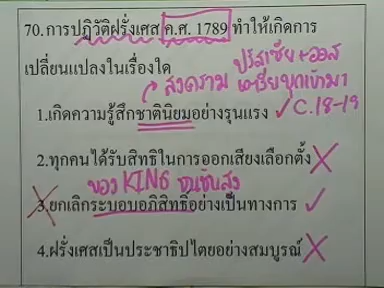 70.การปฏิวัติฝรั่งเศส ค.ศ. 1789 ทำให้เกิดการ
เปลี่ยนแปลงในเรื่องใด
ปรัสเซีย + ออส
สงคราม เตรียบุกเข้ามา
1.เกิดความรู้สึกชาตินิยมอย่างรุนแรง ✓ C.18-19
2.ทุกคนได้รับสิทธิในการออกเสียงเลือกตั้ง ✗
ของ KING ชนชั้นสูง
3.ยกเลิกระบอบอภิสิทธิ์อย่างเป็นทางการ ✓
4.ฝรั่งเศสเป็นประชาธิปไตยอย่างสมบูรณ์ ✗